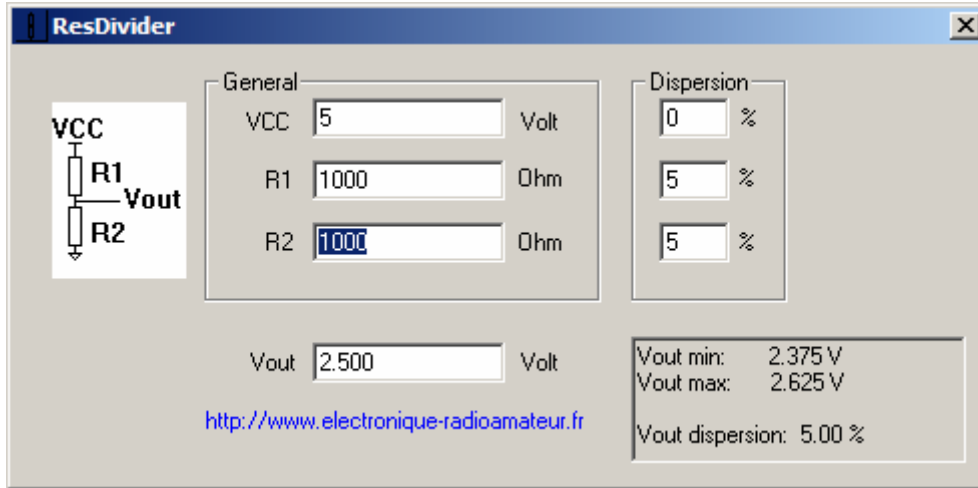 ResDivider
VCC
R1
Vout
R2
General
VCC 5 Volt
R1 1000 Ohm
R2 1000 Ohm
Dispersion
0 %
5 %
5 %
Vout 2.500 Volt
http://www.electronique-radioamateur.fr
Vout min: 2.375 V
Vout max: 2.625 V
Vout dispersion: 5.00 %